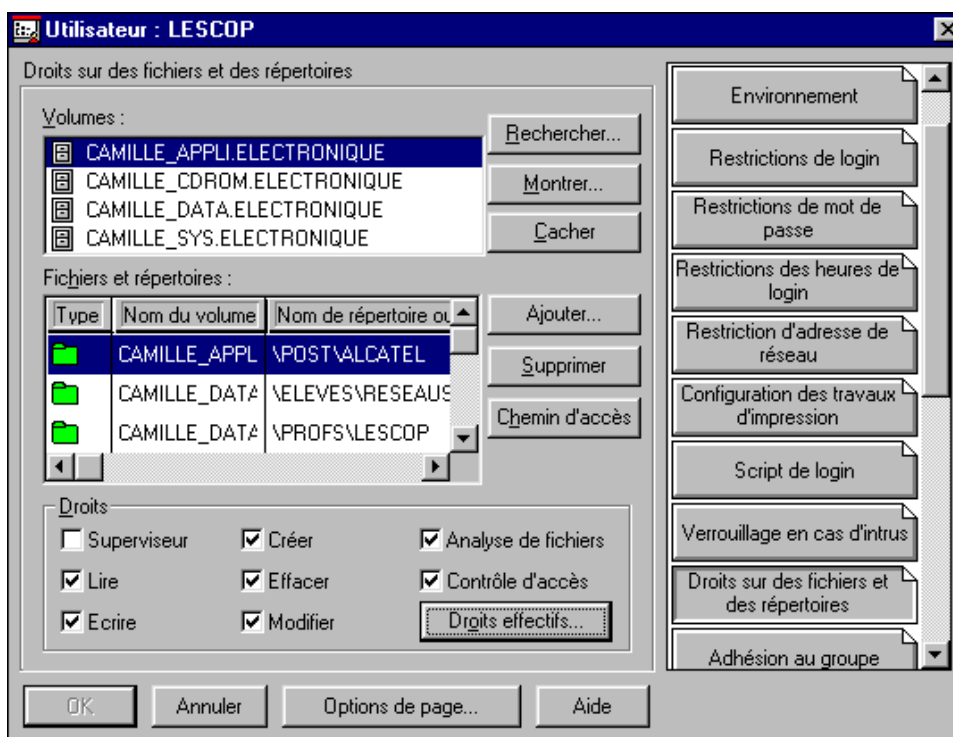 Utilisateur : LESCOP
Droits sur des fichiers et des répertoires
Volumes :
CAMILLE_APPLI.ELECTRONIQUE
CAMILLE_CDROM.ELECTRONIQUE
CAMILLE_DATA.ELECTRONIQUE
CAMILLE_SYS.ELECTRONIQUE
Rechercher...
Montrer...
Cacher
Fichiers et répertoires :
Type Nom du volume Nom de répertoire ou
CAMILLE_APPL \POST\ALCATEL
CAMILLE_DATA \ELEVES\RESEAUS
CAMILLE_DATA \PROFS\LESCOP
Ajouter...
Supprimer
Chemin d'accès
Droits
Superviseur Créer Analyse de fichiers
Lire Effacer Contrôle d'accès
Ecrire Modifier Droits effectifs...
Environnement
Restrictions de login
Restrictions de mot de
passe
Restrictions des heures de
login
Restriction d'adresse de
réseau
Configuration des travaux
d'impression
Script de login
Verrouillage en cas d'intrus
Droits sur des fichiers et
des répertoires
Adhésion au groupe
OK Annuler Options de page... Aide